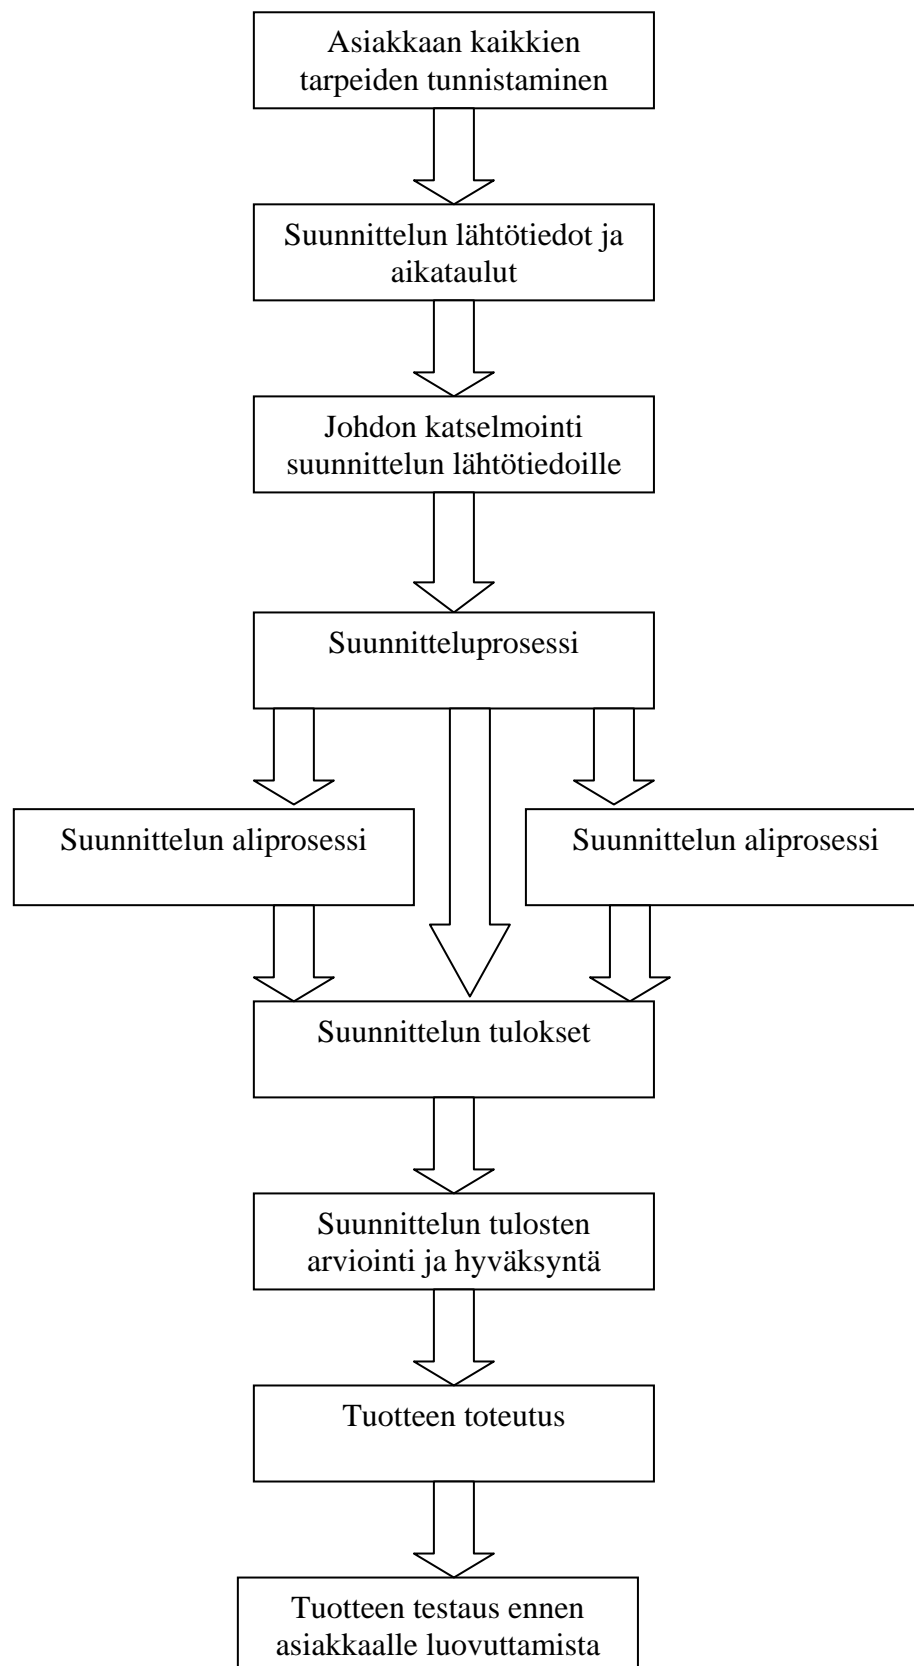 Asiakkaan kaikkien
tarpeiden tunnistaminen
Suunnittelun lähtötiedot ja
aikataulut
Johdon katselmointi
suunnittelun lähtötiedoille
Suunnitteluprosessi
Suunnittelun aliprosessi
Suunnittelun aliprosessi
Suunnittelun tulokset
Suunnittelun tulosten
arviointi ja hyväksyntä
Tuotteen toteutus
Tuotteen testaus ennen
asiakkaalle luovuttamista